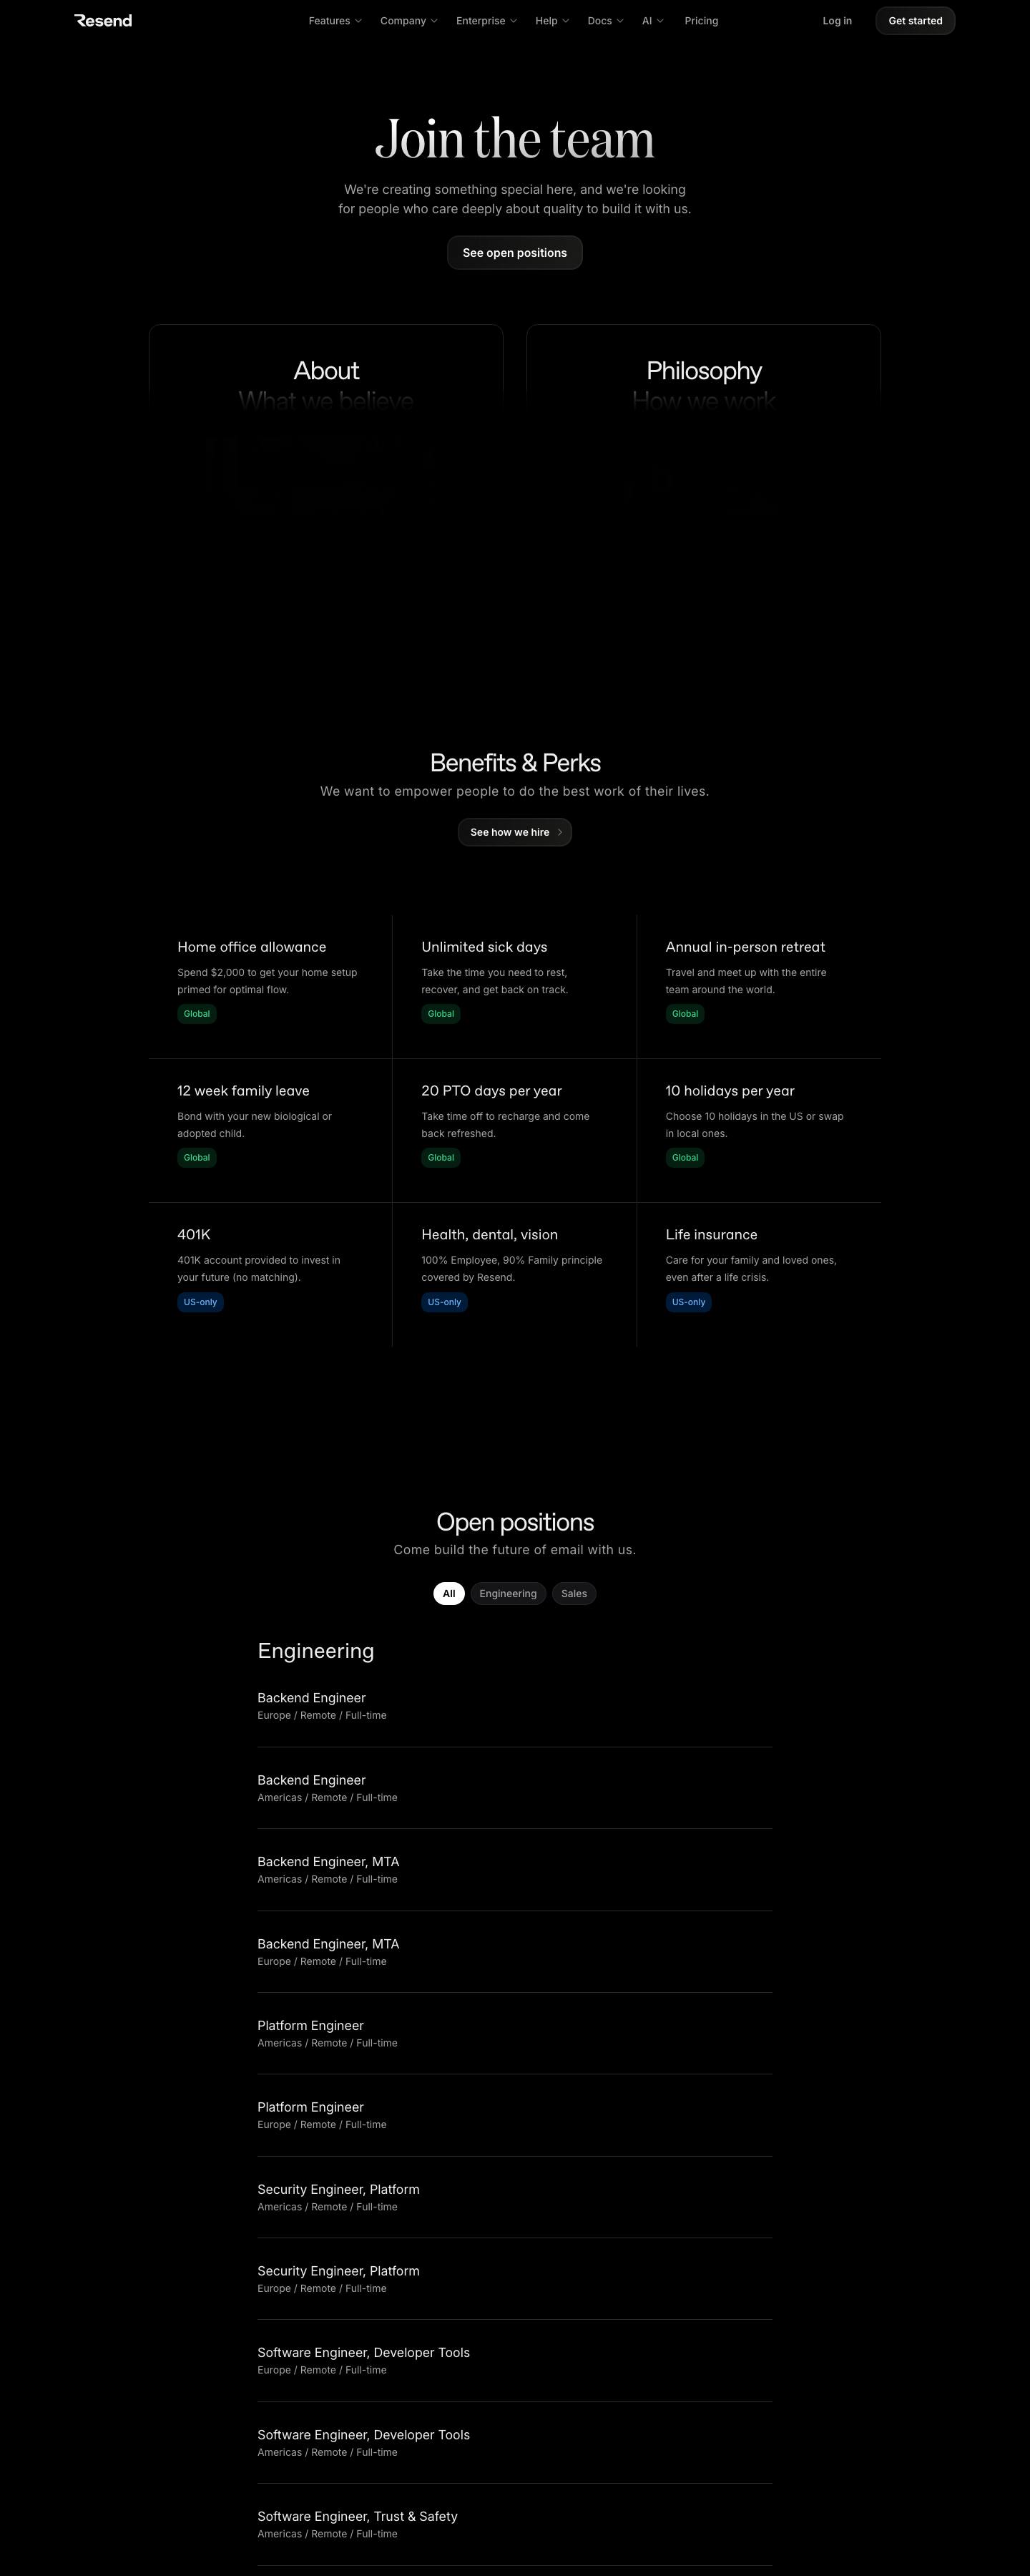 Resend
Features
Company
Enterprise
Help
Docs
AI
Pricing
Log in
Get started
Join the team
We're creating something special here, and we're looking
for people who care deeply about quality to build it with us.
See open positions
About
What we believe
Philosophy
How we work
Benefits & Perks
We want to empower people to do the best work of their lives.
See how we hire
Home office allowance
Spend $2,000 to get your home setup
primed for optimal flow.
Global
Unlimited sick days
Take the time you need to rest,
recover, and get back on track.
Global
Annual in-person retreat
Travel and meet up with the entire
team around the world.
Global
12 week family leave
Bond with your new biological or
adopted child.
Global
20 PTO days per year
Take time off to recharge and come
back refreshed.
Global
10 holidays per year
Choose 10 holidays in the US or swap
in local ones.
Global
401K
401K account provided to invest in
your future (no matching).
US-only
Health, dental, vision
100% Employee, 90% Family principle
covered by Resend.
US-only
Life insurance
Care for your family and loved ones,
even after a life crisis.
US-only
Open positions
Come build the future of email with us.
All
Engineering
Sales
Engineering
Backend Engineer
Europe / Remote / Full-time
Backend Engineer
Americas / Remote / Full-time
Backend Engineer, MTA
Americas / Remote / Full-time
Backend Engineer, MTA
Europe / Remote / Full-time
Platform Engineer
Americas / Remote / Full-time
Platform Engineer
Europe / Remote / Full-time
Security Engineer, Platform
Americas / Remote / Full-time
Security Engineer, Platform
Europe / Remote / Full-time
Software Engineer, Developer Tools
Europe / Remote / Full-time
Software Engineer, Developer Tools
Americas / Remote / Full-time
Software Engineer, Trust & Safety
Americas / Remote / Full-time